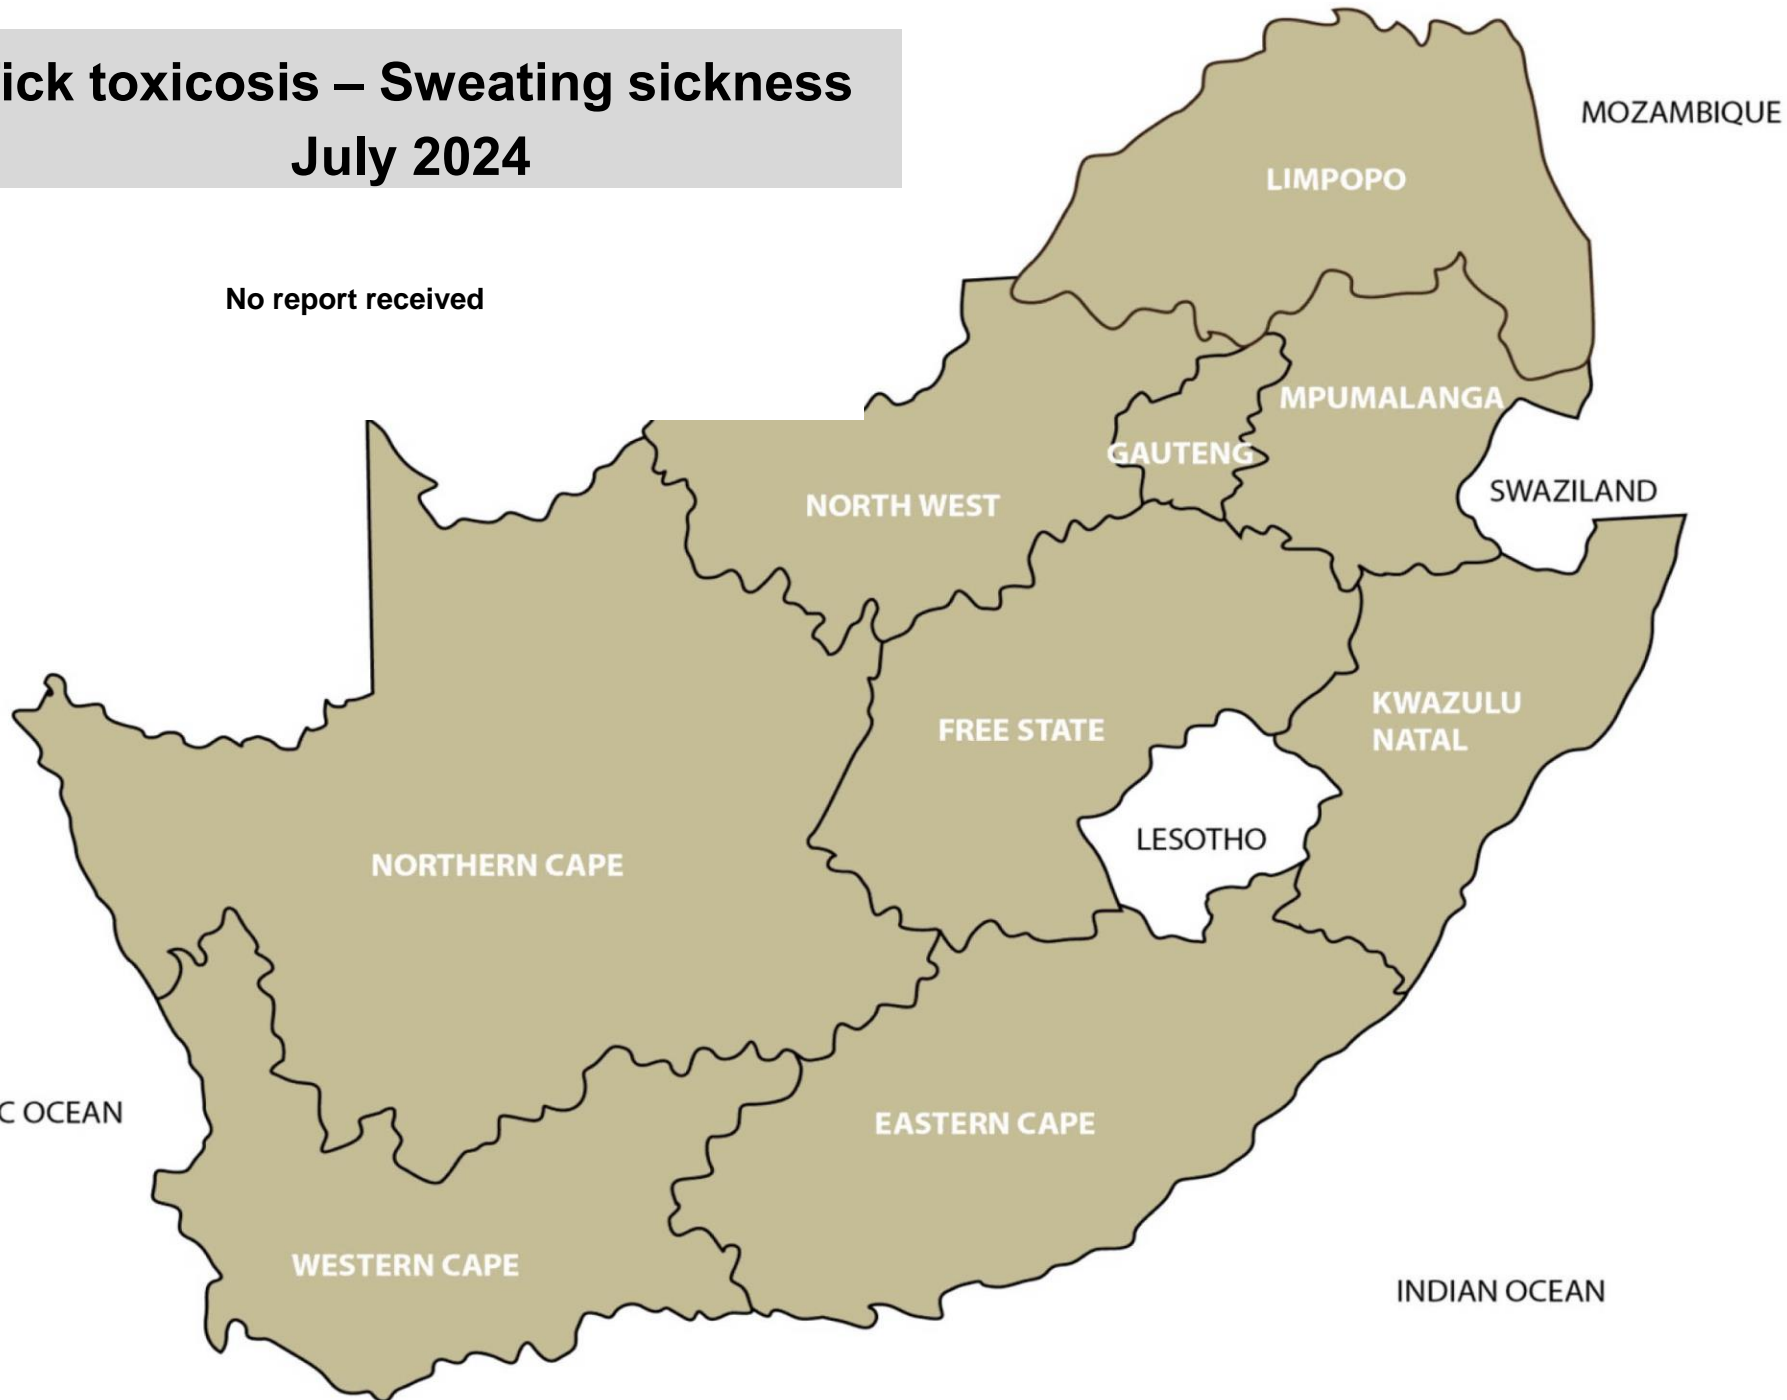 ick toxicosis – Sweating sickness
July 2024
MOZAMBIQUE
LIMPOPO
No report received
MPUMALANGA
GAUTENG
SWAZILAND
NORTH WEST
KWAZULU
NATAL
FREE STATE
LESOTHO
NORTHERN CAPE
C OCEAN
EASTERN CAPE
WESTERN CAPE
INDIAN OCEAN